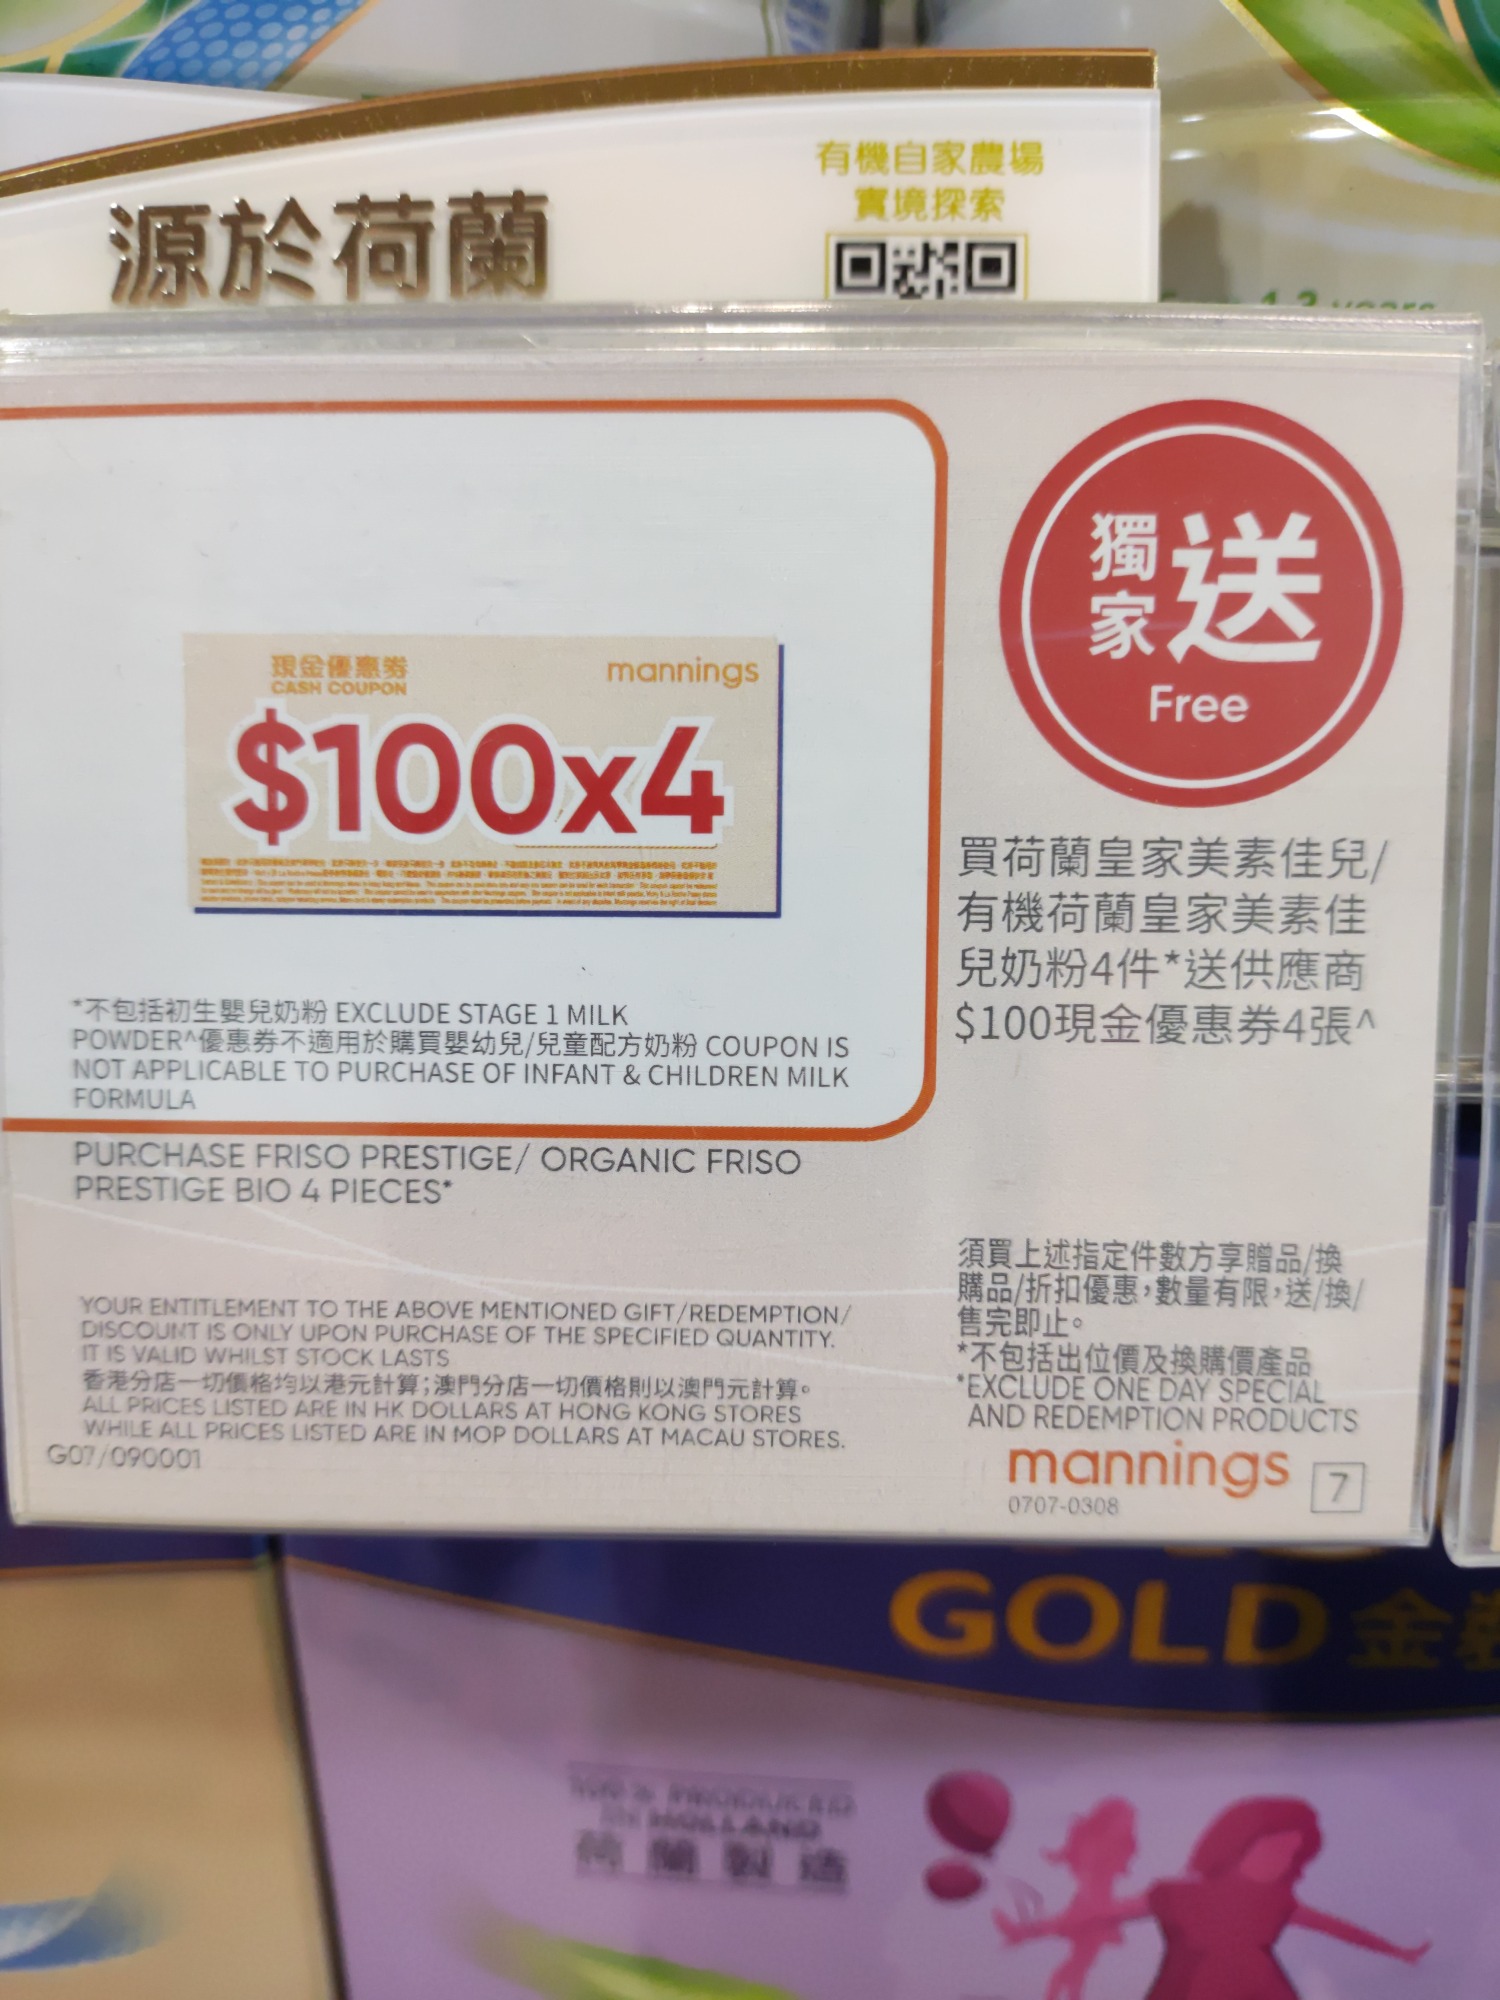 有機自家農場
實境探索
源於荷蘭
1-3 years
獨家送
Free
現金優惠券
CASH COUPON
mannings
$100x4
買荷蘭皇家美素佳兒/
有機荷蘭皇家美素佳
兒奶粉4件*送供應商
$100現金優惠券4張^
*不包括初生嬰兒奶粉 EXCLUDE STAGE 1 MILK
POWDER^優惠券不適用於購買嬰幼兒/兒童配方奶粉 COUPON IS
NOT APPLICABLE TO PURCHASE OF INFANT & CHILDREN MILK
FORMULA
PURCHASE FRISO PRESTIGE/ ORGANIC FRISO
PRESTIGE BIO 4 PIECES*
須買上述指定件數方享贈品/換
購品/折扣優惠，數量有限，送/換/
售完即止。
*不包括出位價及換購價產品
*EXCLUDE ONE DAY SPECIAL
AND REDEMPTION PRODUCTS
YOUR ENTITLEMENT TO THE ABOVE MENTIONED GIFT/REDEMPTION/
DISCOUNT IS ONLY UPON PURCHASE OF THE SPECIFIED QUANTITY.
IT IS VALID WHILST STOCK LASTS
香港分店一切價格均以港元計算；澳門分店一切價格則以澳門元計算。
ALL PRICES LISTED ARE IN HK DOLLARS AT HONG KONG STORES
WHILE ALL PRICES LISTED ARE IN MOP DOLLARS AT MACAU STORES.
G07/090001
mannings
7
0707-0308
GOLD 金
100% PRODUCED
IN HOLLAND
荷蘭製造